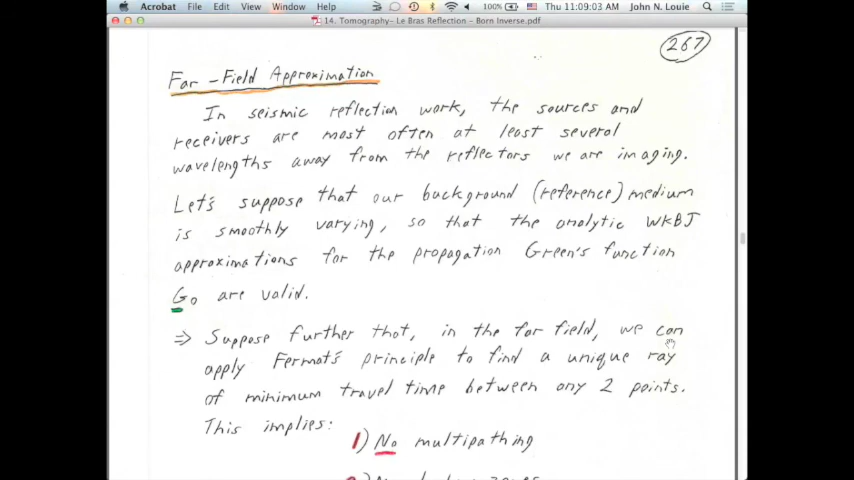 Acrobat File Edit View Window Help 100% Thu 11:09:03 AM John N. Louie
14. Tomography– Le Bras Reflection - Born Inverse.pdf
267
Far-Field Approximation
In seismic reflection work, the sources and
receivers are most often at least several
wavelengths away from the reflectors we are imaging.
Let's suppose that our background (reference) medium
is smoothly varying, so that the analytic WKBJ
approximations for the propagation Green's function
G₀ are valid.
⇒ Suppose further that, in the far field, we can
apply Fermat's principle to find a unique ray
of minimum travel time between any 2 points.
This implies:
1) No multipathing